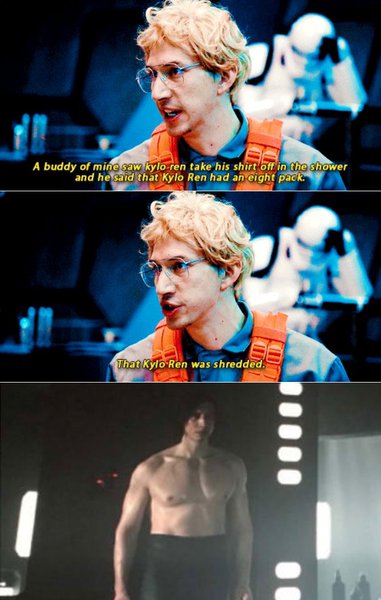 A buddy of mine saw kylo ren take his shirt off in the shower
and he said that Kylo Ren had an eight pack.
That Kylo Ren was shredded.